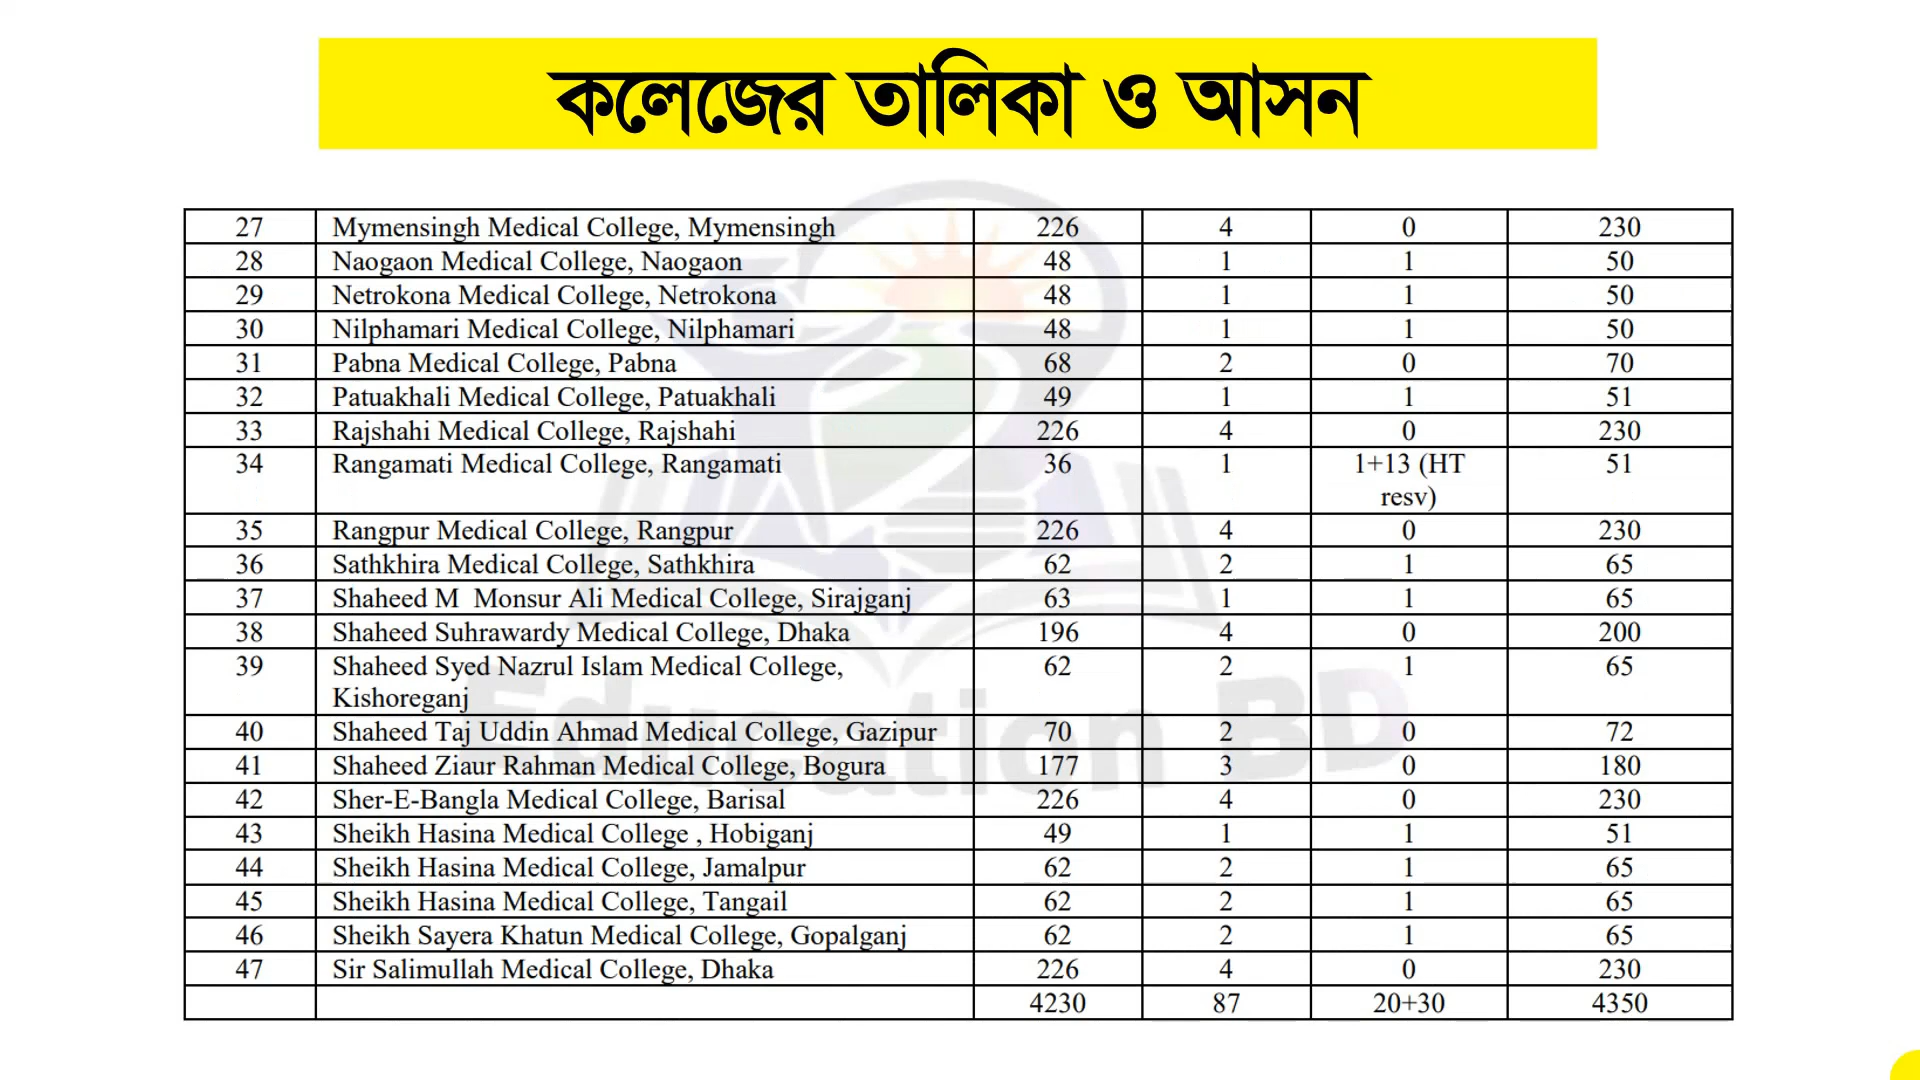 কলেজের তালিকা ও আসন
27 Mymensingh Medical College, Mymensingh 226 4 0 230
28 Naogaon Medical College, Naogaon 48 1 1 50
29 Netrokona Medical College, Netrokona 48 1 1 50
30 Nilphamari Medical College, Nilphamari 48 1 1 50
31 Pabna Medical College, Pabna 68 2 0 70
32 Patuakhali Medical College, Patuakhali 49 1 1 51
33 Rajshahi Medical College, Rajshahi 226 4 0 230
34 Rangamati Medical College, Rangamati 36 1 1+13 (HT 51
resv)
35 Rangpur Medical College, Rangpur 226 4 0 230
36 Sathkhira Medical College, Sathkhira 62 2 1 65
37 Shaheed M  Monsur Ali Medical College, Sirajganj 63 1 1 65
38 Shaheed Suhrawardy Medical College, Dhaka 196 4 0 200
39 Shaheed Syed Nazrul Islam Medical College, 62 2 1 65
Kishoreganj
40 Shaheed Taj Uddin Ahmad Medical College, Gazipur 70 2 0 72
41 Shaheed Ziaur Rahman Medical College, Bogura 177 3 0 180
42 Sher-E-Bangla Medical College, Barisal 226 4 0 230
43 Sheikh Hasina Medical College , Hobiganj 49 1 1 51
44 Sheikh Hasina Medical College, Jamalpur 62 2 1 65
45 Sheikh Hasina Medical College, Tangail 62 2 1 65
46 Sheikh Sayera Khatun Medical College, Gopalganj 62 2 1 65
47 Sir Salimullah Medical College, Dhaka 226 4 0 230
4230 87 20+30 4350
Education BD